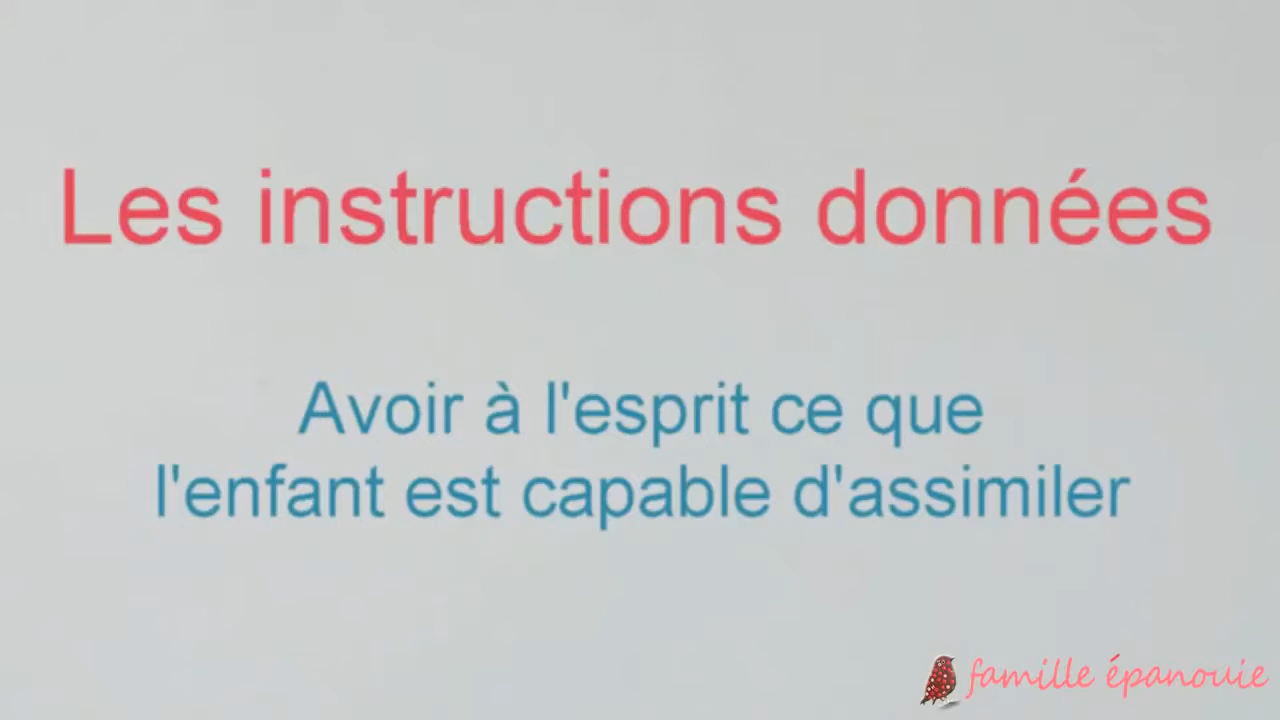 Les instructions données
Avoir à l'esprit ce que
l'enfant est capable d'assimiler
famille épanouie